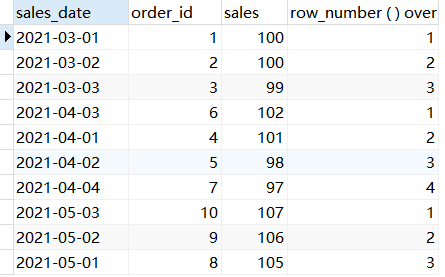 sales_date order_id sales row_number ( ) over
2021-03-01 1 100 1
2021-03-02 2 100 2
2021-03-03 3 99 3
2021-04-03 6 102 1
2021-04-01 4 101 2
2021-04-02 5 98 3
2021-04-04 7 97 4
2021-05-03 10 107 1
2021-05-02 9 106 2
2021-05-01 8 105 3